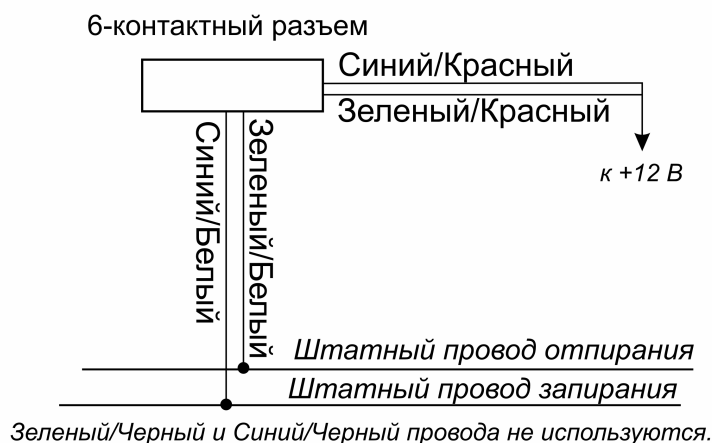 6-контактный разъем
Синий/Красный
Зеленый/Красный
к +12 В
Синий/Белый
Зеленый/Белый
Штатный провод отпирания
Штатный провод запирания
Зеленый/Черный и Синий/Черный провода не используются.